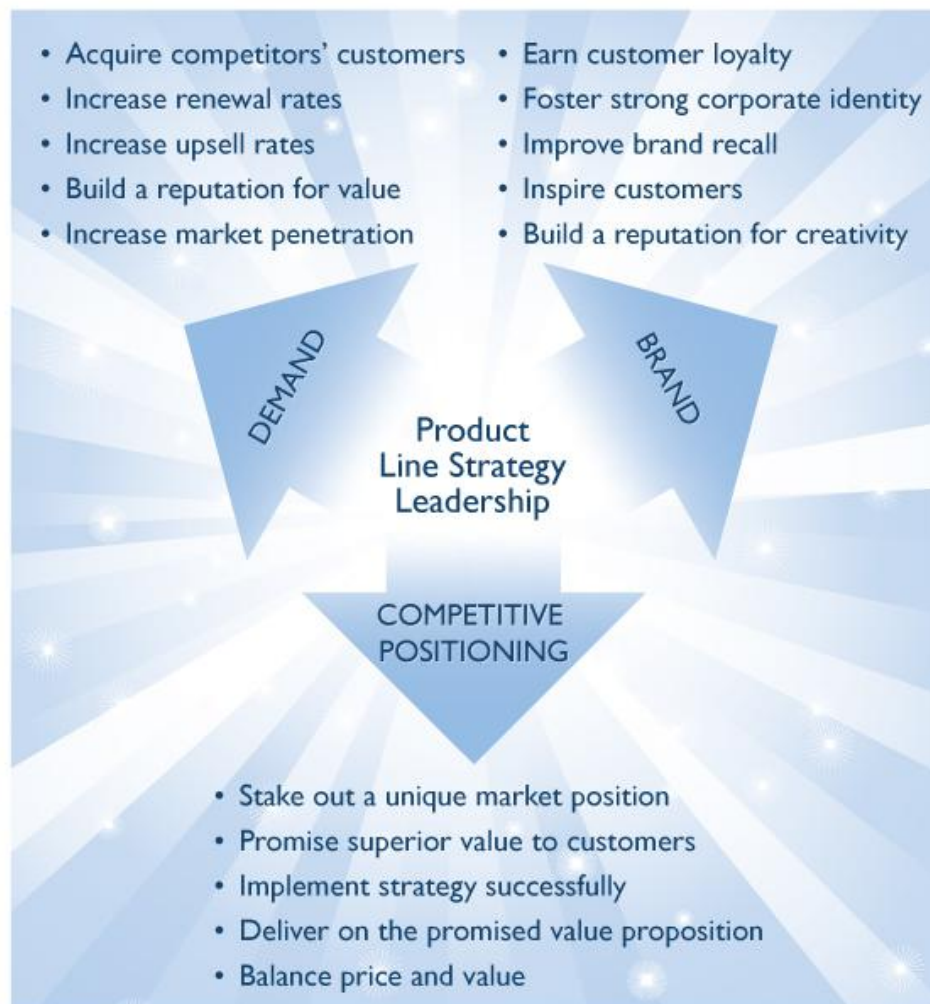 • Acquire competitors’ customers
• Increase renewal rates
• Increase upsell rates
• Build a reputation for value
• Increase market penetration
• Earn customer loyalty
• Foster strong corporate identity
• Improve brand recall
• Inspire customers
• Build a reputation for creativity
DEMAND
BRAND
Product
Line Strategy
Leadership
COMPETITIVE
POSITIONING
• Stake out a unique market position
• Promise superior value to customers
• Implement strategy successfully
• Deliver on the promised value proposition
• Balance price and value